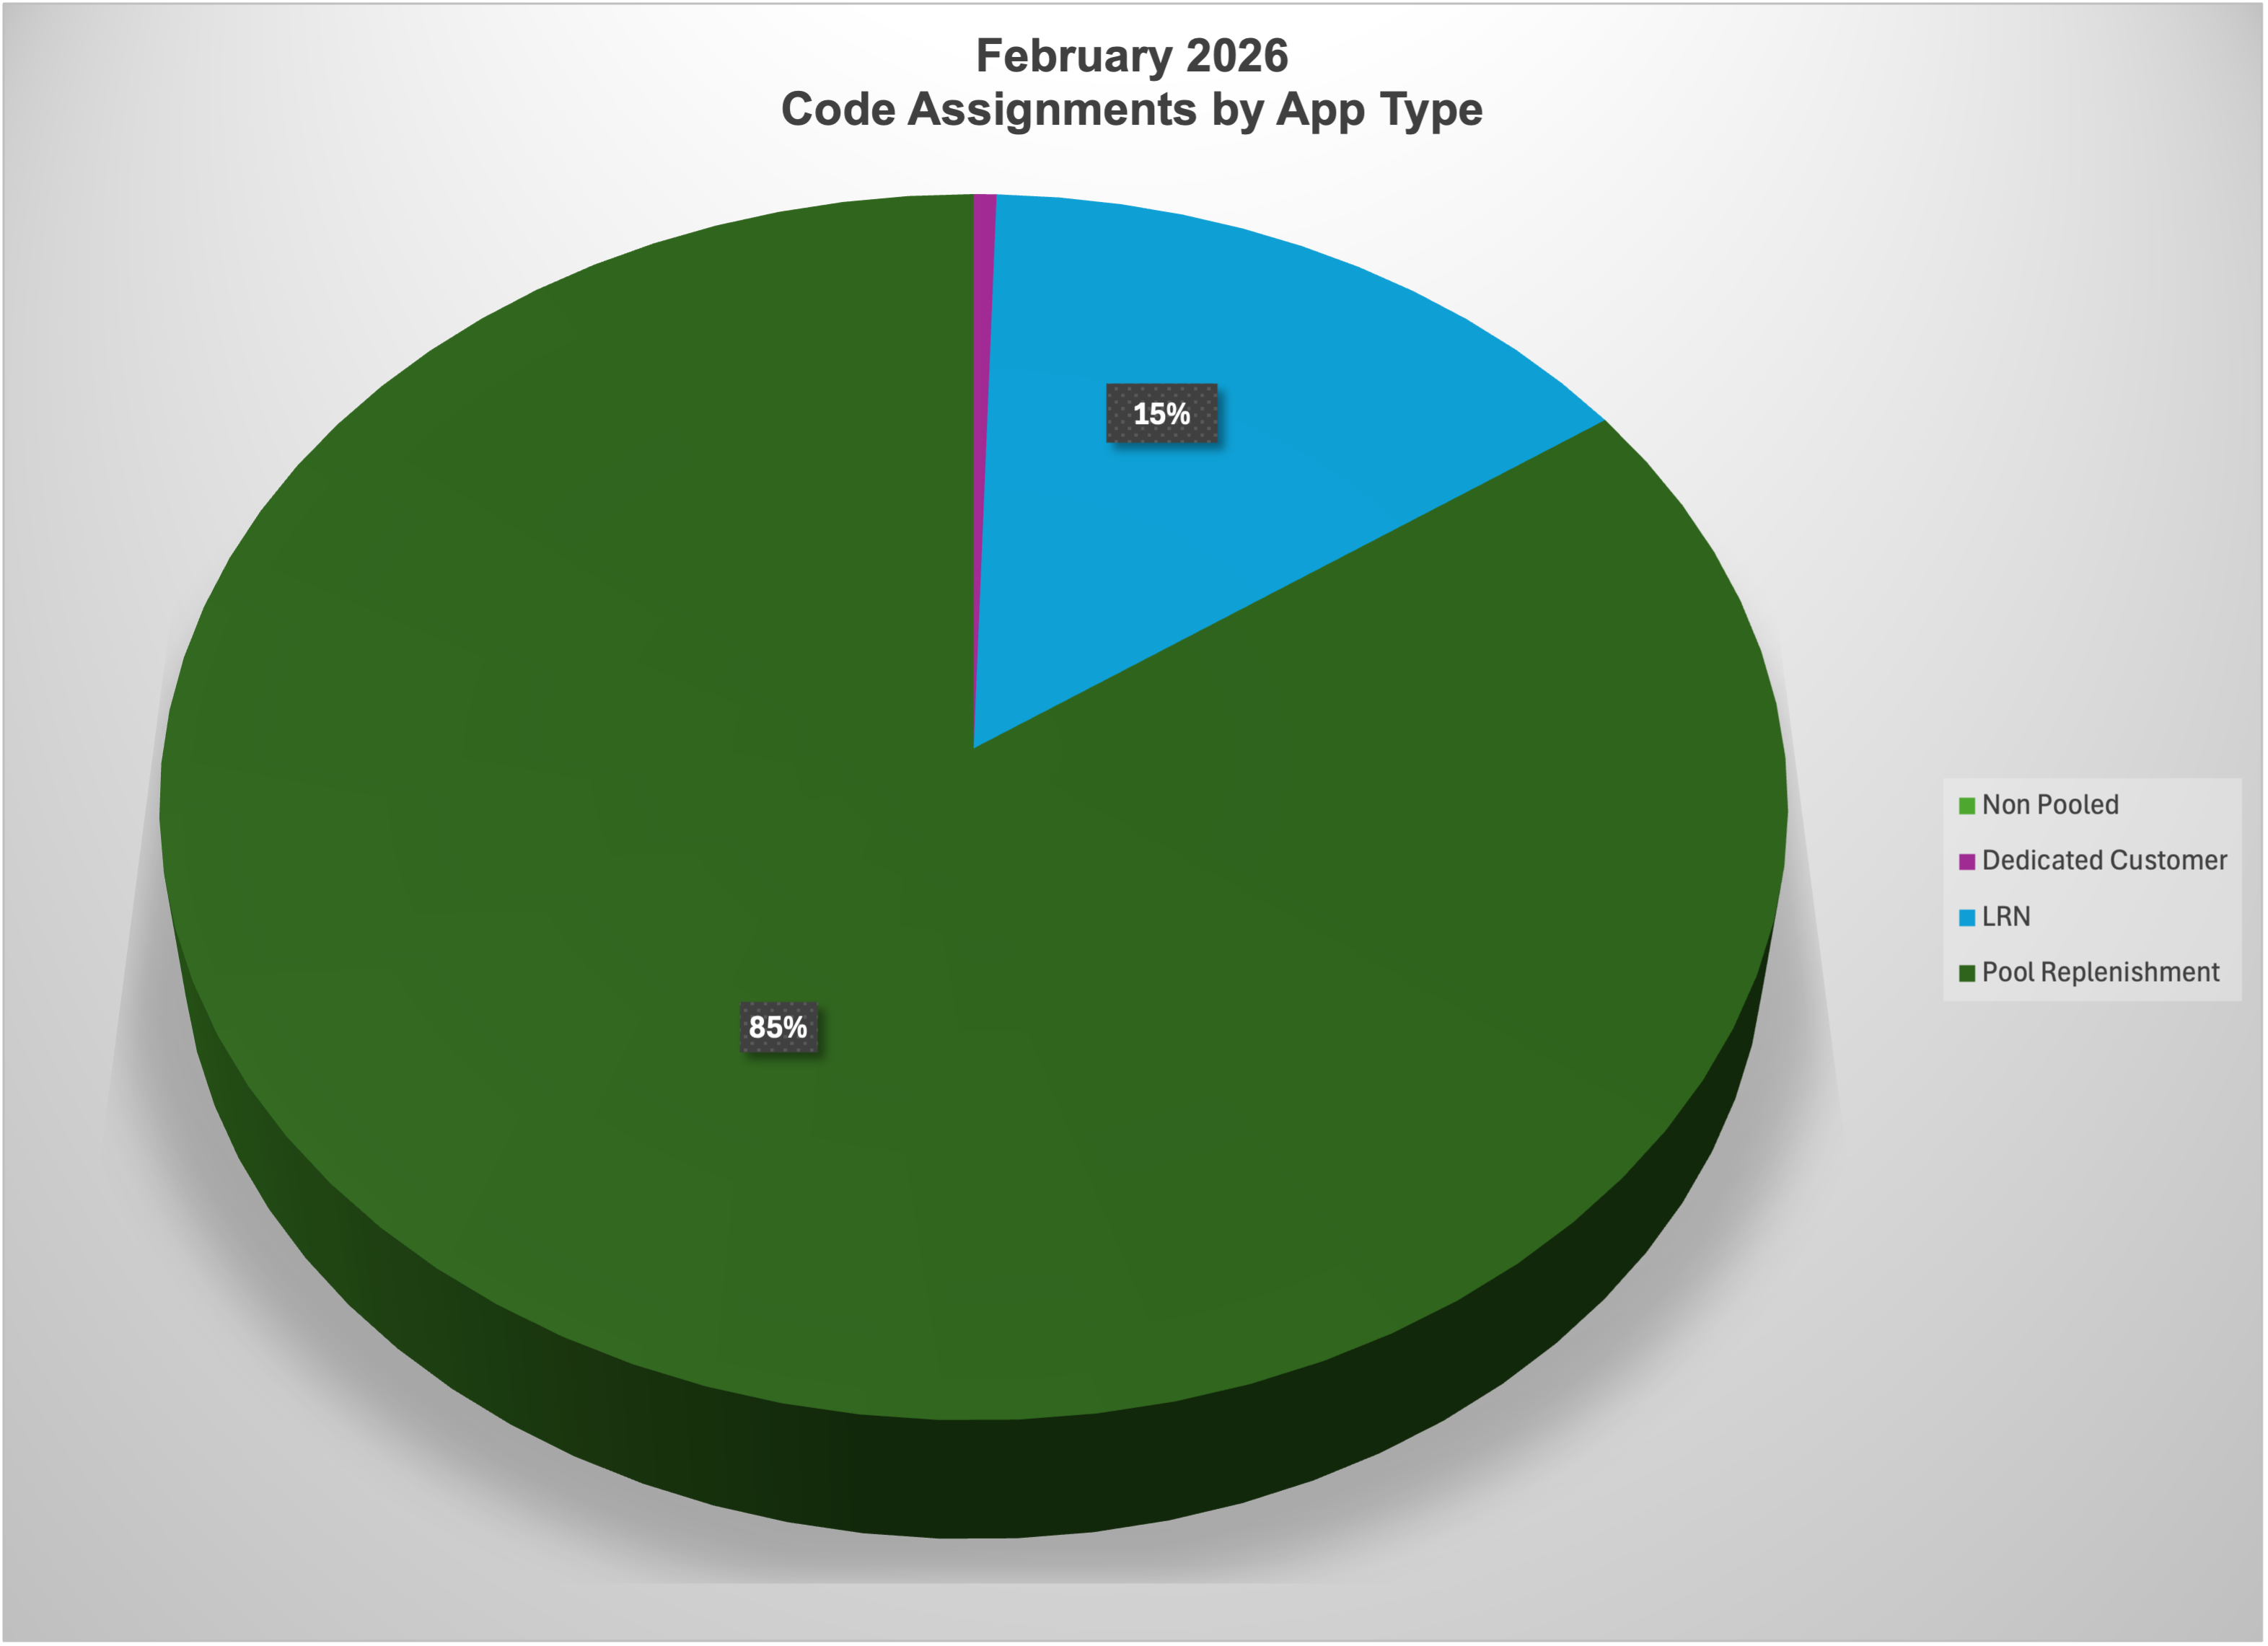 February 2026
Code Assignments by App Type
15%
85%
Non Pooled
Dedicated Customer
LRN
Pool Replenishment